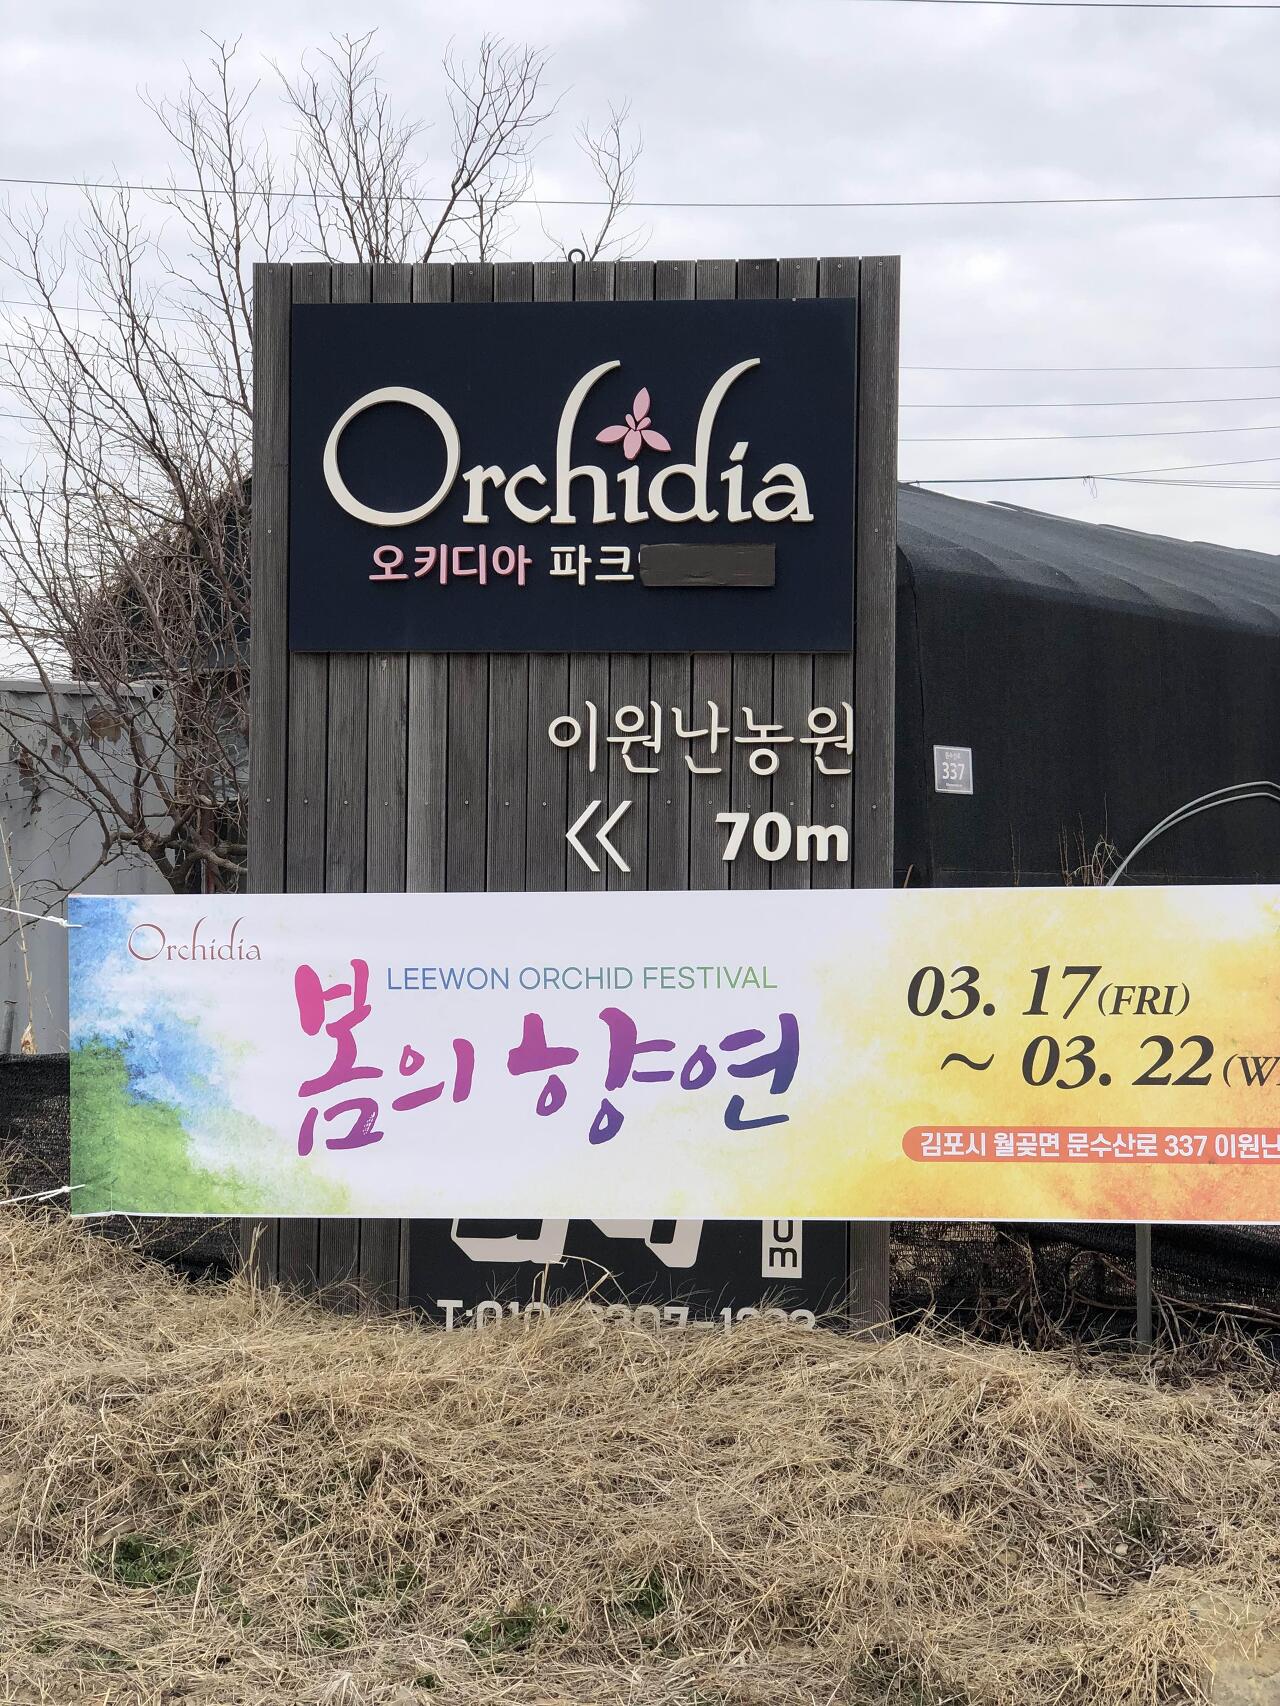 Orchidia
오키디아 파크
이원난농원
70m
337
Orchidia
LEEWON ORCHID FESTIVAL
봄의 향연
03. 17(FRI)
~ 03. 22
김포시 월곶면 문수산로 337